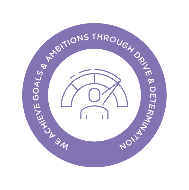 WE ACHIEVE GOALS & AMBITIONS THROUGH DRIVE & DETERMINATION